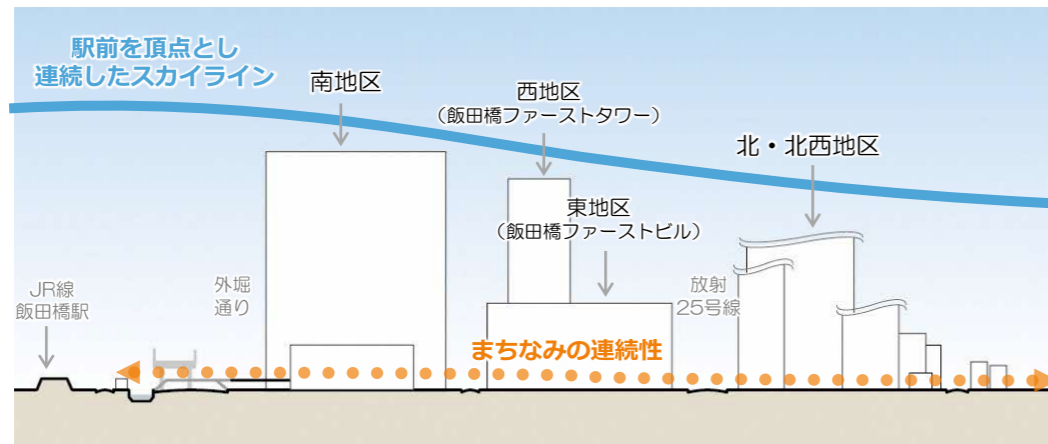 駅前を頂点とし
連続したスカイライン
南地区
西地区
（飯田橋ファーストタワー）
北・北西地区
東地区
（飯田橋ファーストビル）
JR線
飯田橋駅
外堀
通り
放射
25号線
まちなみの連続性